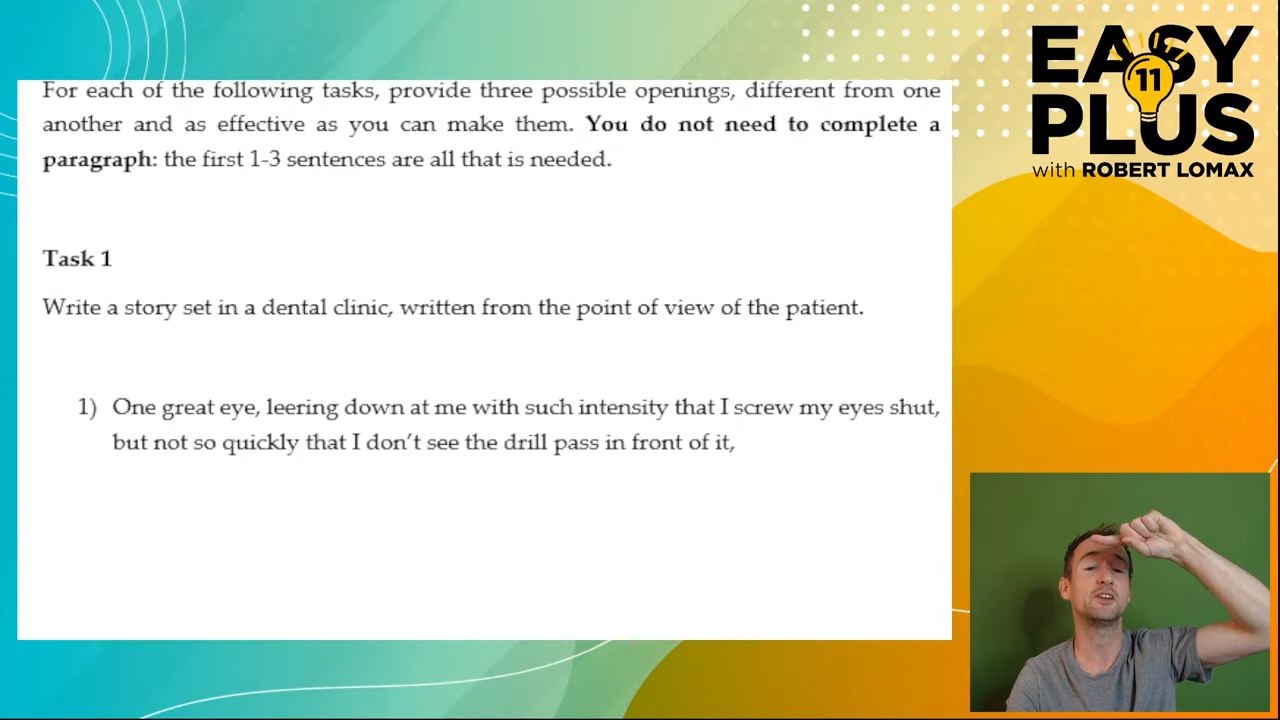 For each of the following tasks, provide three possible openings, different from one
another and as effective as you can make them. You do not need to complete a
paragraph: the first 1-3 sentences are all that is needed.
Task 1
Write a story set in a dental clinic, written from the point of view of the patient.
1) One great eye, leering down at me with such intensity that I screw my eyes shut,
but not so quickly that I don't see the drill pass in front of it,
EASY
11
PLUS
with ROBERT LOMAX